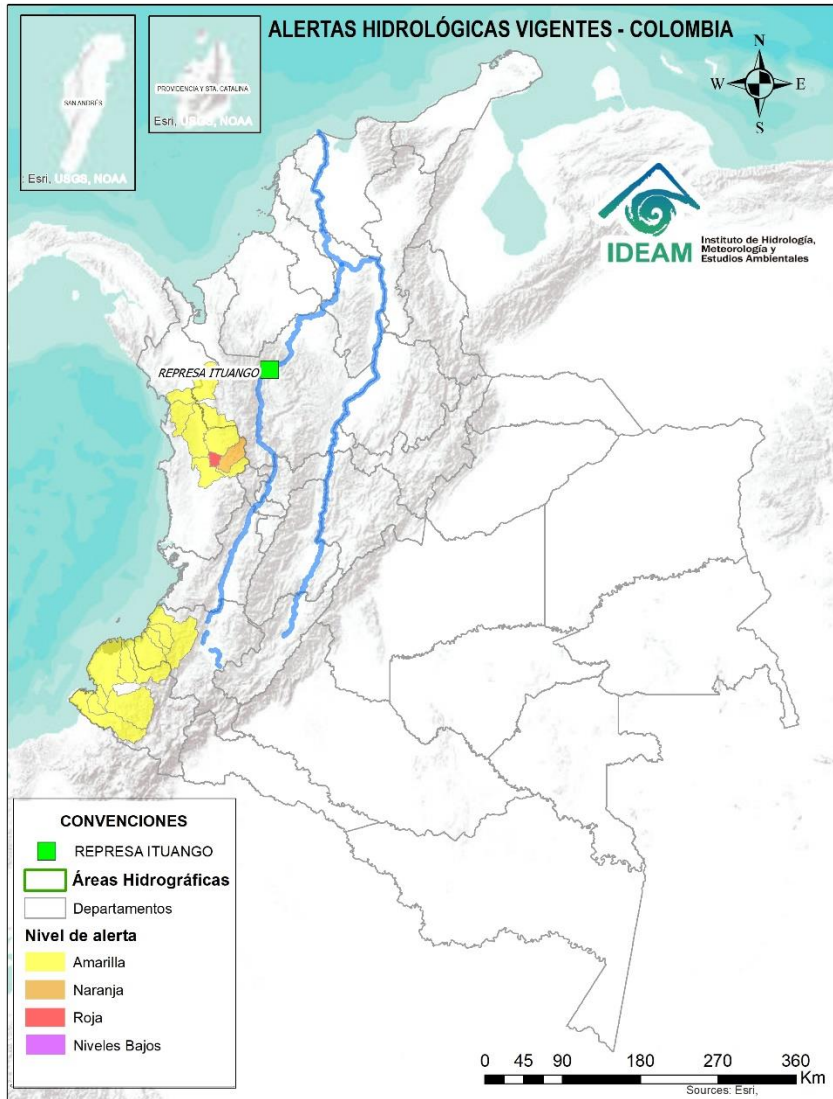 ALERTAS HIDROLÓGICAS VIGENTES - COLOMBIA
SAN ANDRÉS
Esri, USGS, NOAA
PROVIDENCIA Y STA. CATALINA
Esri, USGS, NOAA
N
W
E
S
IDEAM
Instituto de Hidrología,
Meteorología y
Estudios Ambientales
REPRESA ITUANGO
CONVENCIONES
REPRESA ITUANGO
Áreas Hidrográficas
Departamentos
Nivel de alerta
Amarilla
Naranja
Roja
Niveles Bajos
0 45 90 180 270 360
Km
Sources: Esri,